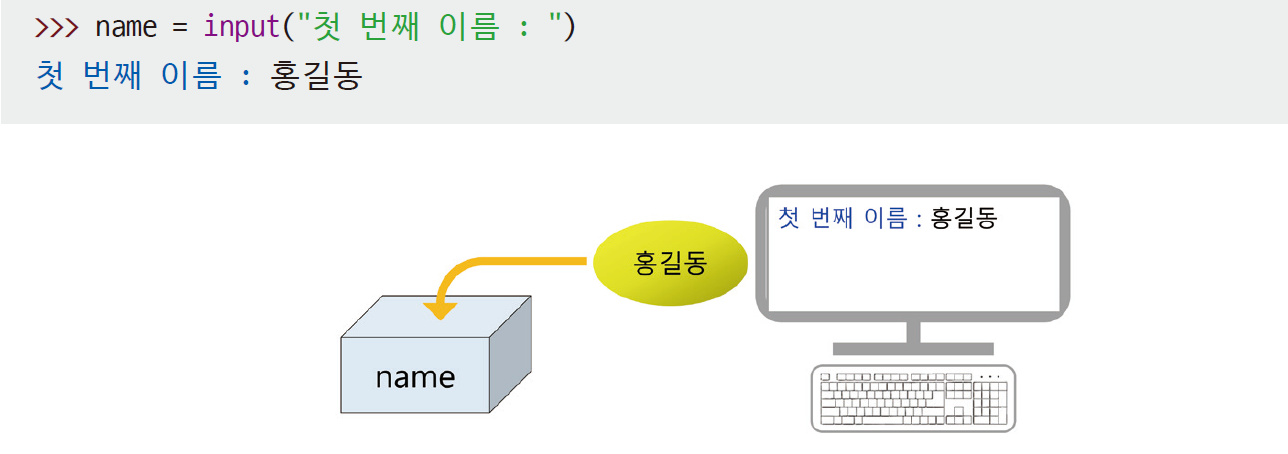 >>> name = input("첫 번째 이름 : ")
첫 번째 이름 : 홍길동
첫 번째 이름 : 홍길동
홍길동
name